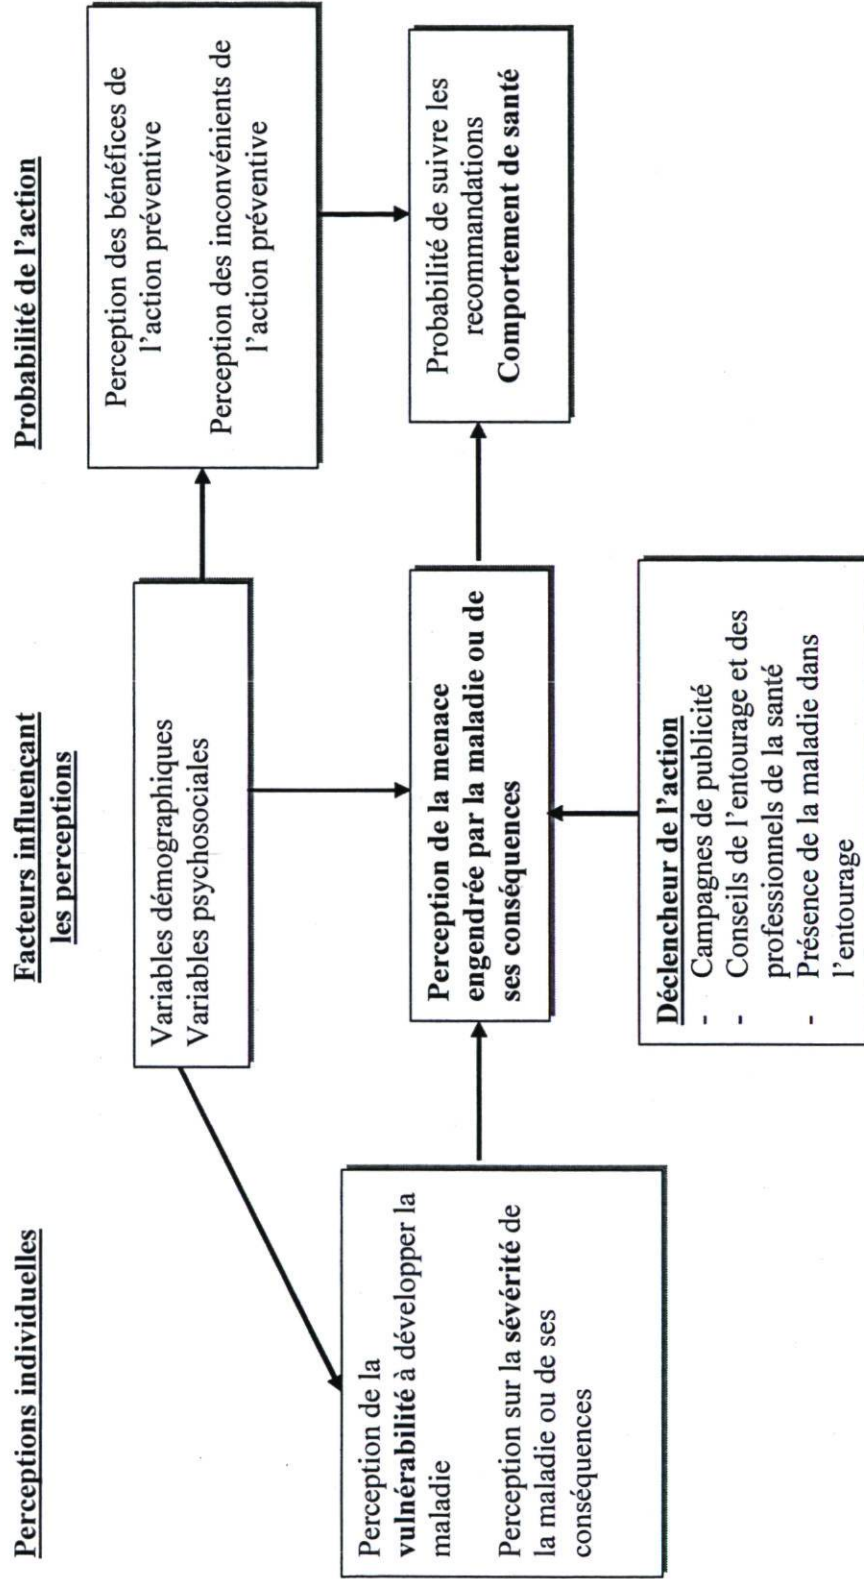 Perceptions individuelles
Facteurs influençant
les perceptions
Probabilité de l'action
Perception de la
vulnérabilité à développer la
maladie
Perception sur la sévérité de
la maladie ou de ses
conséquences
Variables démographiques
Variables psychosociales
Perception de la menace
engendrée par la maladie ou de
ses conséquences
Déclencheur de l'action
- Campagnes de publicité
- Conseils de l'entourage et des
professionnels de la santé
- Présence de la maladie dans
l'entourage
Perception des bénéfices de
l'action préventive
Perception des inconvénients de
l'action préventive
Probabilité de suivre les
recommandations
Comportement de santé